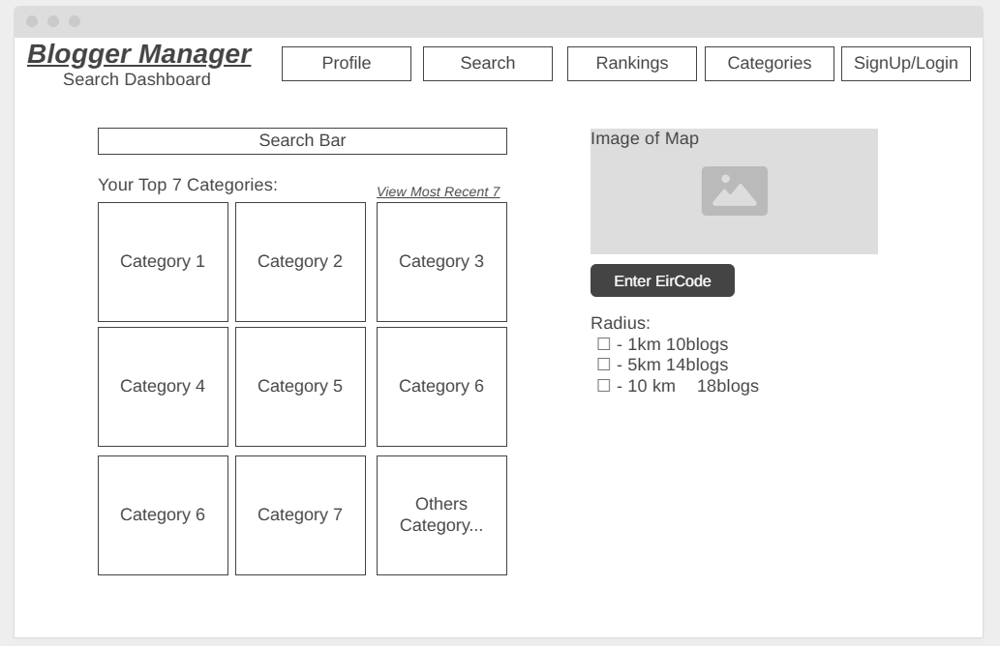 Blogger Manager
Search Dashboard
Profile
Search
Rankings
Categories
SignUp/Login
Search Bar
Your Top 7 Categories:
View Most Recent 7
Category 1
Category 2
Category 3
Category 4
Category 5
Category 6
Category 6
Category 7
Others
Category...
Image of Map
Enter EirCode
Radius:
☐ - 1km 10blogs
☐ - 5km 14blogs
☐ - 10 km 18blogs